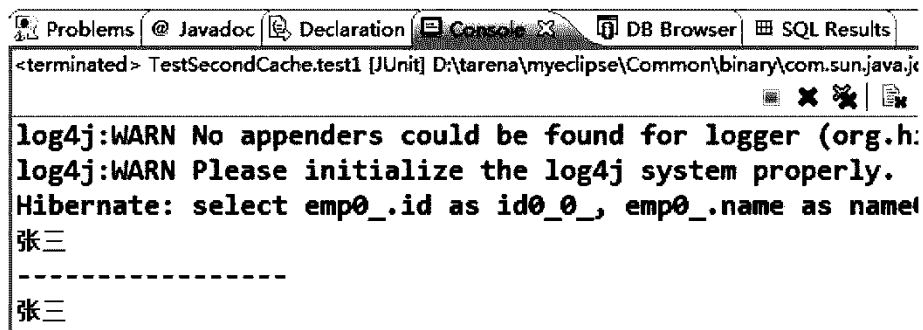 Problems @ Javadoc Declaration Console DB Browser SQL Results
<terminated> TestSecondCache.test1 [JUnit] D:\tarena\myeclipse\Common\binary\com.sun.java.jd
log4j:WARN No appenders could be found for logger (org.hi
log4j:WARN Please initialize the log4j system properly.
Hibernate: select emp0_.id as id0_0_, emp0_.name as name
张三
-----------------
张三